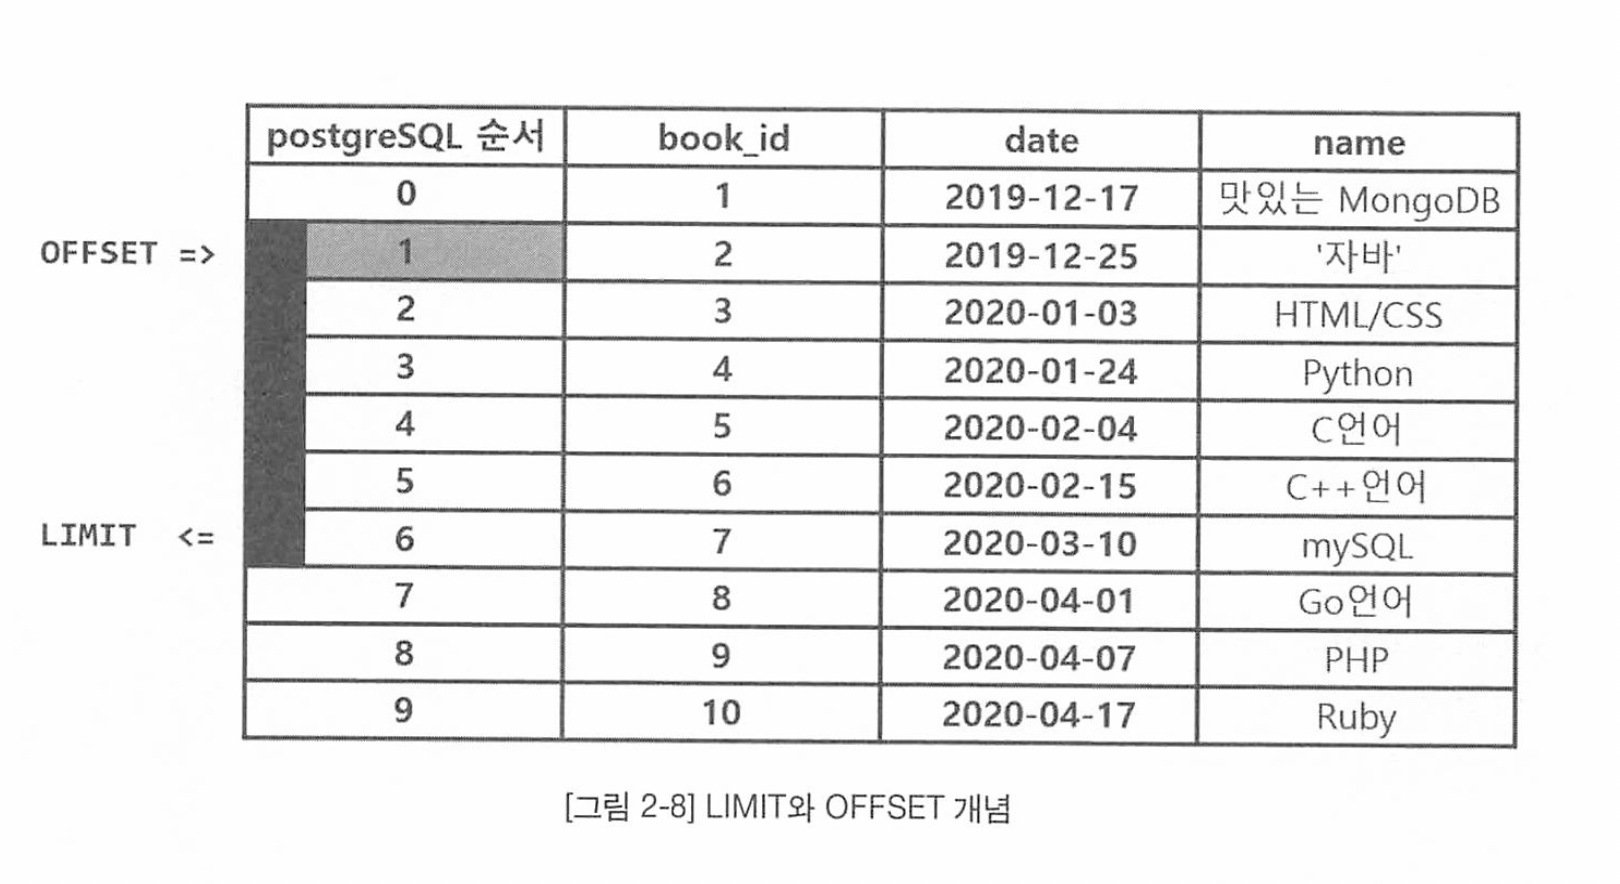 postgreSQL 순서 book_id date name
0 1 2019-12-17 맛있는 MongoDB
OFFSET => 1 2 2019-12-25 '자바'
2 3 2020-01-03 HTML/CSS
3 4 2020-01-24 Python
4 5 2020-02-04 C언어
5 6 2020-02-15 C++언어
LIMIT <= 6 7 2020-03-10 mySQL
7 8 2020-04-01 Go언어
8 9 2020-04-07 PHP
9 10 2020-04-17 Ruby
[그림 2-8] LIMIT와 OFFSET 개념